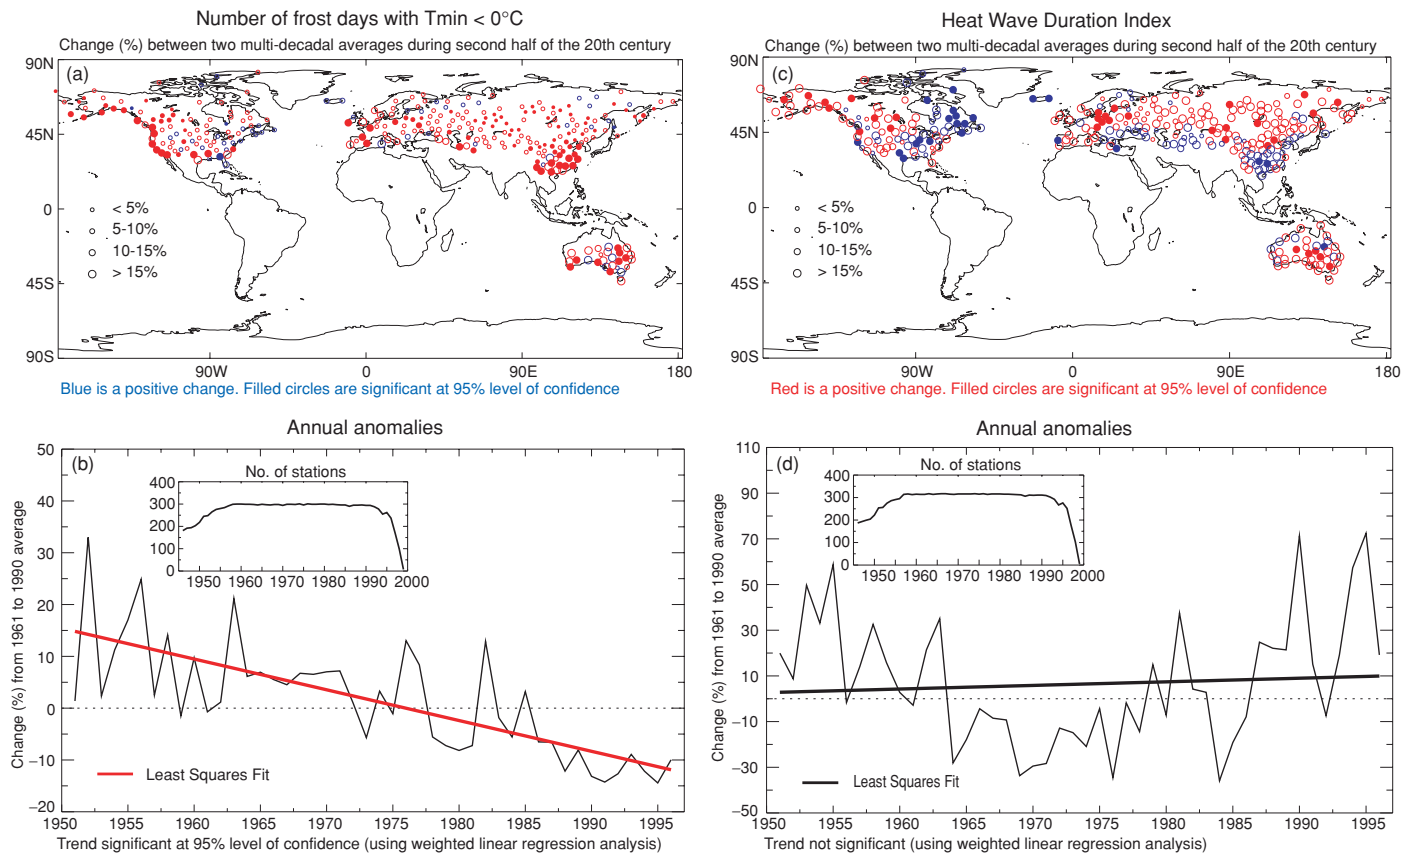 Number of frost days with Tmin < 0°C
Change (%) between two multi-decadal averages during second half of the 20th century
(a)
90N
45N
0
45S
90S
< 5%
5-10%
10-15%
> 15%
90W
0
90E
180
Blue is a positive change. Filled circles are significant at 95% level of confidence
Heat Wave Duration Index
Change (%) between two multi-decadal averages during second half of the 20th century
(c)
90N
45N
0
45S
90S
< 5%
5-10%
10-15%
> 15%
90W
0
90E
180
Red is a positive change. Filled circles are significant at 95% level of confidence
Annual anomalies
(b)
Change (%) from 1961 to 1990 average
50
40
30
20
10
0
−10
−20
No. of stations
400
300
200
100
0
1950
1960
1970
1980
1990
2000
Least Squares Fit
1950
1955
1960
1965
1970
1975
1980
1985
1990
1995
Trend significant at 95% level of confidence (using weighted linear regression analysis)
Annual anomalies
(d)
Change (%) from 1961 to 1990 average
110
90
70
50
30
10
−10
−30
−50
No. of stations
400
300
200
100
0
1950
1960
1970
1980
1990
2000
Least Squares Fit
1950
1955
1960
1965
1970
1975
1980
1985
1990
1995
Trend not significant (using weighted linear regression analysis)